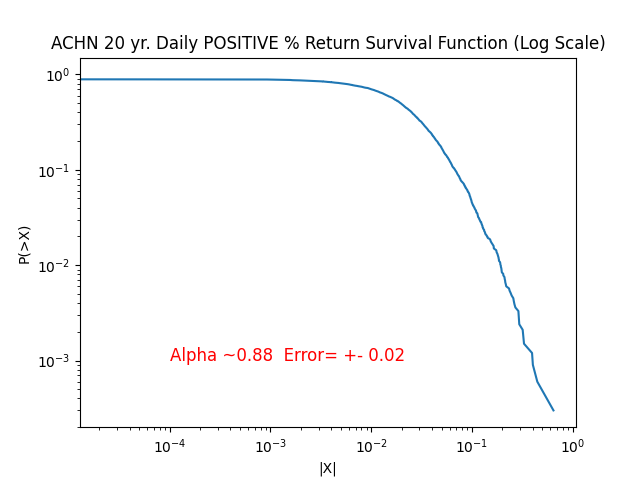 ACHN 20 yr. Daily POSITIVE % Return Survival Function (Log Scale)
10⁰
10⁻¹
10⁻²
10⁻³
P(>X)
Alpha ~0.88  Error= +- 0.02
10⁻⁴ 10⁻³ 10⁻² 10⁻¹ 10⁰
|X|